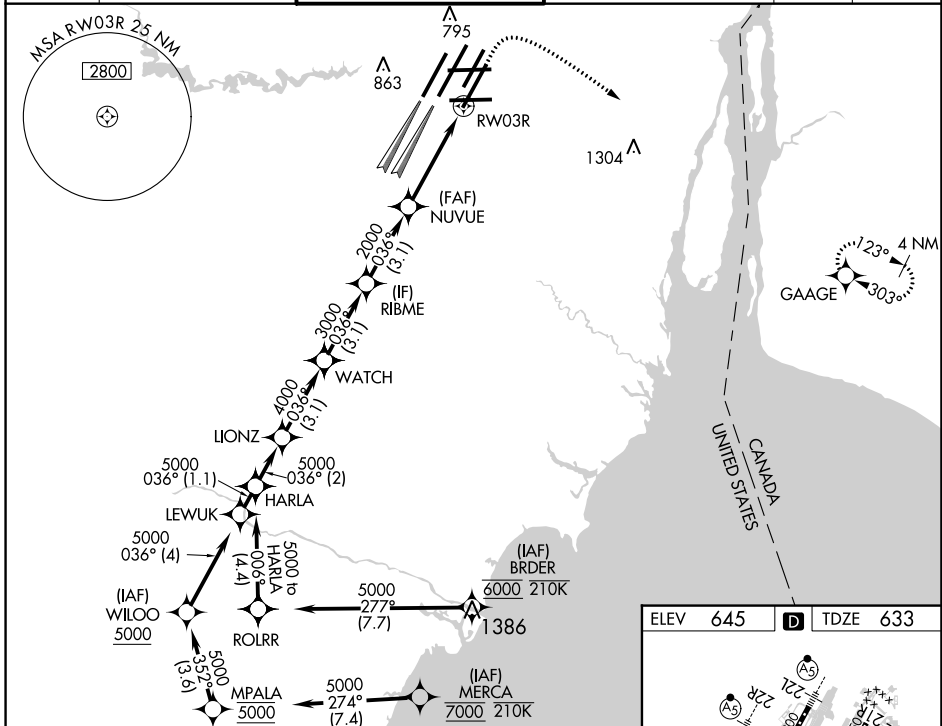 MSA RW03R 25 NM
2800
795
863
RW03R
1304
(FAF)
NUVUE
2000
036°
(3.1)
(IF)
RIBME
3000
036°
(3.1)
WATCH
4000
036°
(3.1)
LIONZ
5000
036° (1.1)
5000
036° (2)
HARLA
LEWUK
5000
036° (4)
5000 to
HARLA
006°
(4.4)
(IAF)
WILOO
5000
ROLRR
5000
277°
(7.7)
(IAF)
BRDER
6000 210K
1386
5000
352°
(3.6)
MPALA
5000
5000
274°
(7.4)
(IAF)
MERCA
7000 210K
123°
4 NM
GAAGE
303°
CANADA
UNITED STATES
ELEV 645
D
TDZE 633
A5
A5
22R
22L
21R